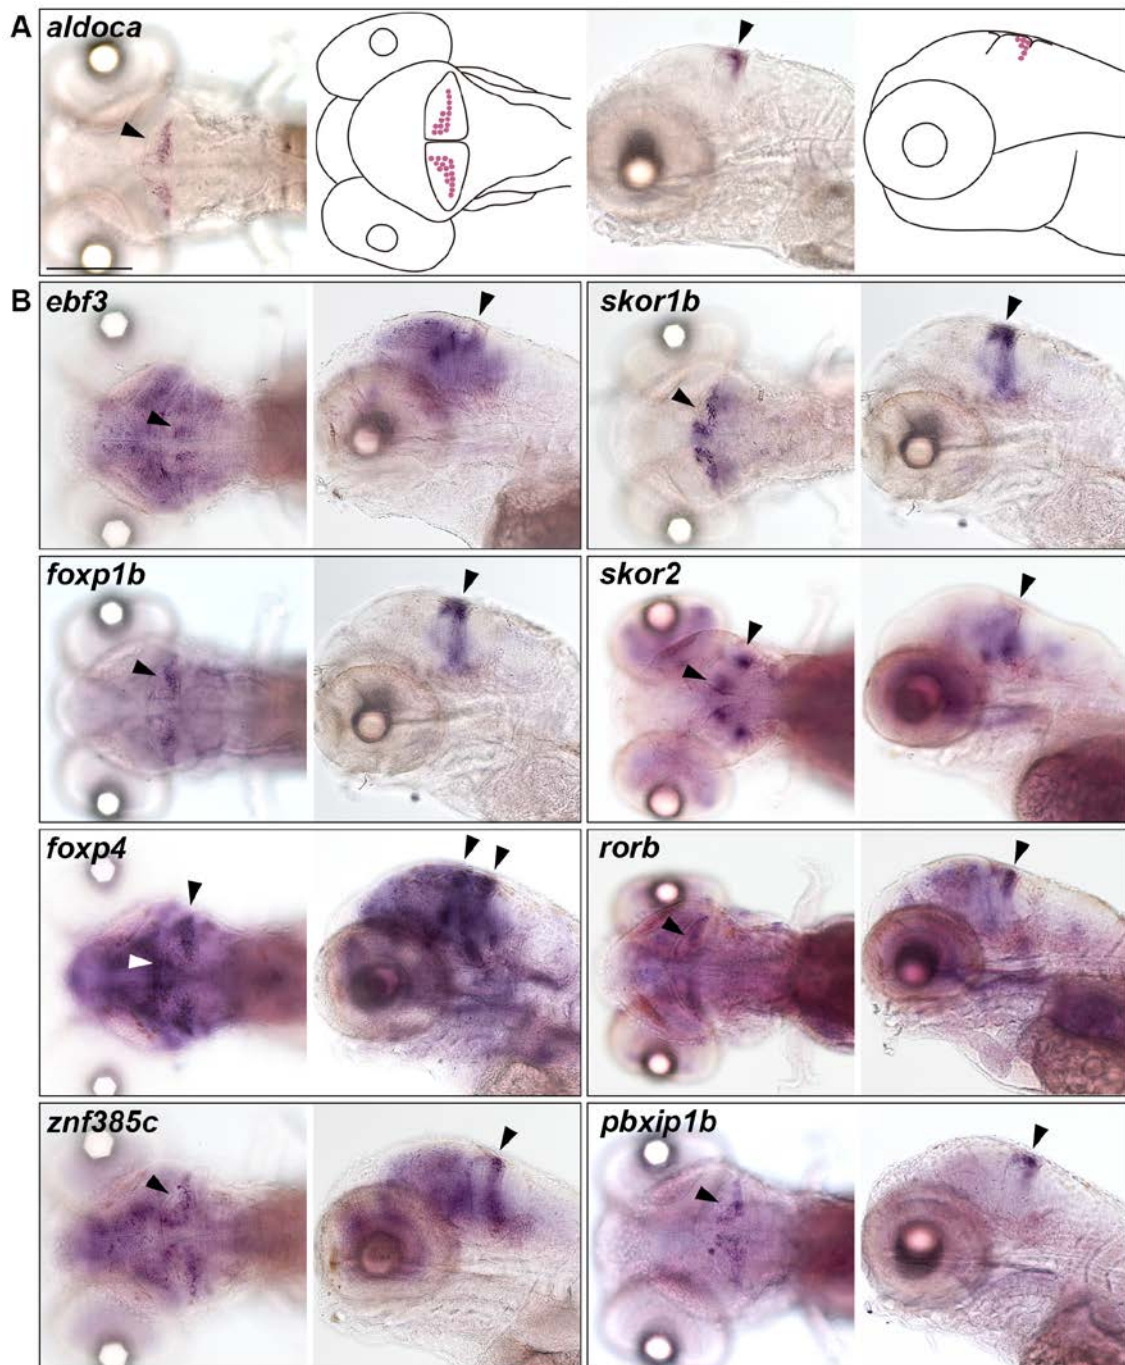 A
aldoca
B
ebf3
skor1b
foxp1b
skor2
foxp4
rorb
znf385c
pbxip1b